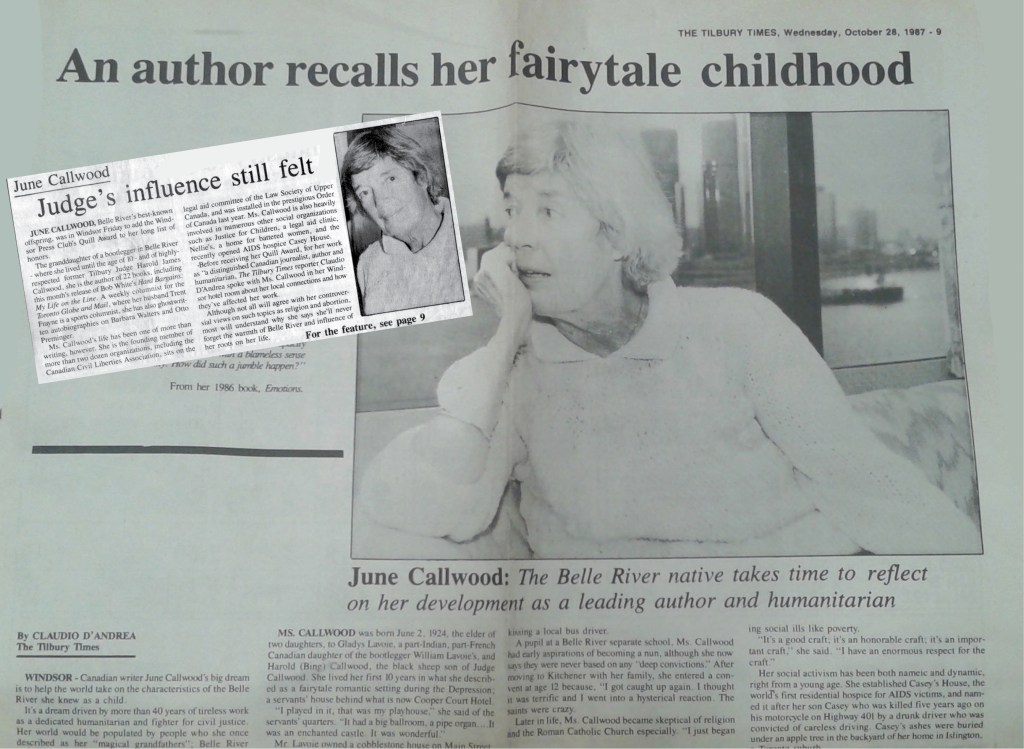 THE TILBURY TIMES, Wednesday, October 28, 1987 - 9
An author recalls her fairytale childhood
June Callwood
Judge's influence still felt
JUNE CALLWOOD, Belle River's best-known
offspring, was in Windsor Friday to add the Wind-
sor Press Club's Quill Award to her long list of
honors.
The granddaughter of a bootlegger in Belle River
- where she lived until the age of 10 - and of highly-
respected former Tilbury Judge Harold James
Callwood, she is the author of 22 books, including
this month's release of Bob White's Hard Bargains:
My Life on the Line. A weekly columnist for the
Toronto Globe and Mail, where her husband Trent
Frayne is a sports columnist, she has also ghostwrit-
ten autobiographies on Barbara Walters and Otto
Preminger.
Ms. Callwood's life has been one of more than
writing, however. She is the founding member of
more than two dozen organizations, including the
Canadian Civil Liberties Association, sits on the
legal aid committee of the Law Society of Upper
Canada, and was installed in the prestigious Order
of Canada last year. Ms. Callwood is also heavily
involved in numerous other social organizations
such as Justice for Children, a legal aid clinic,
Nellie's, a home for battered women, and the
recently opened AIDS hospice Casey House.
Before receiving her Quill Award, for her work
as "a distinguished Canadian journalist, author and
humanitarian, The Tilbury Times reporter Claudio
D'Andrea spoke with Ms. Callwood in her Wind-
sor hotel room about her local connections and how
they've affected her work.
Although not all will agree with her controver-
sial views on such topics as religion and abortion,
most will understand why she says she'll never
forget the warmth of Belle River and influence of
her roots on her life.
For the feature, see page 9
a blameless sense
How did such a jumble happen?"
From her 1986 book, Emotions.
June Callwood: The Belle River native takes time to reflect
on her development as a leading author and humanitarian
By CLAUDIO D'ANDREA
The Tilbury Times
WINDSOR - Canadian writer June Callwood's big dream
is to help the world take on the characteristics of the Belle
River she knew as a child.
It's a dream driven by more than 40 years of tireless work
as a dedicated humanitarian and fighter for civil justice.
Her world would be populated by people who she once
described as her "magical grandfathers"; Belle River
MS. CALLWOOD was born June 2, 1924, the elder of
two daughters, to Gladys Lavoie, a part-Indian, part-French
Canadian daughter of the bootlegger William Lavoie's, and
Harold (Bing) Callwood, the black sheep son of Judge
Callwood. She lived her first 10 years in what she describ-
ed as a fairytale romantic setting during the Depression;
a servants' house behind what is now Cooper Court Hotel.
"I played in it, that was my playhouse," she said of the
servants' quarters. "It had a big ballroom, a pipe organ...It
was an enchanted castle. It was wonderful."
Mr. Lavoie owned a cobblestone house on Main Street
kissing a local bus driver.
A pupil at a Belle River separate school, Ms. Callwood
had early aspirations of becoming a nun, although she now
says they were never based on any "deep convictions." After
moving to Kitchener with her family, she entered a con-
vent at age 12 because, "I got caught up again. I thought
it was terrific and I went into a hysterical reaction. The
saints were crazy.
Later in life, Ms. Callwood became skeptical of religion
and the Roman Catholic Church especially. "I just began
ing social ills like poverty.
"It's a good craft; it's an honorable craft; it's an impor-
tant craft," she said. "I have an enormous respect for the
craft."
Her social activism has been both nameic and dynamic,
right from a young age. She established Casey's House, the
world's first residential hospice for AIDS victims, and nam-
ed it after her son Casey who was killed five years ago on
his motorcycle on Highway 401 by a drunk driver who was
convicted of careless driving. Casey's ashes were buried
under an apple tree in the backyard of her home in Islington,